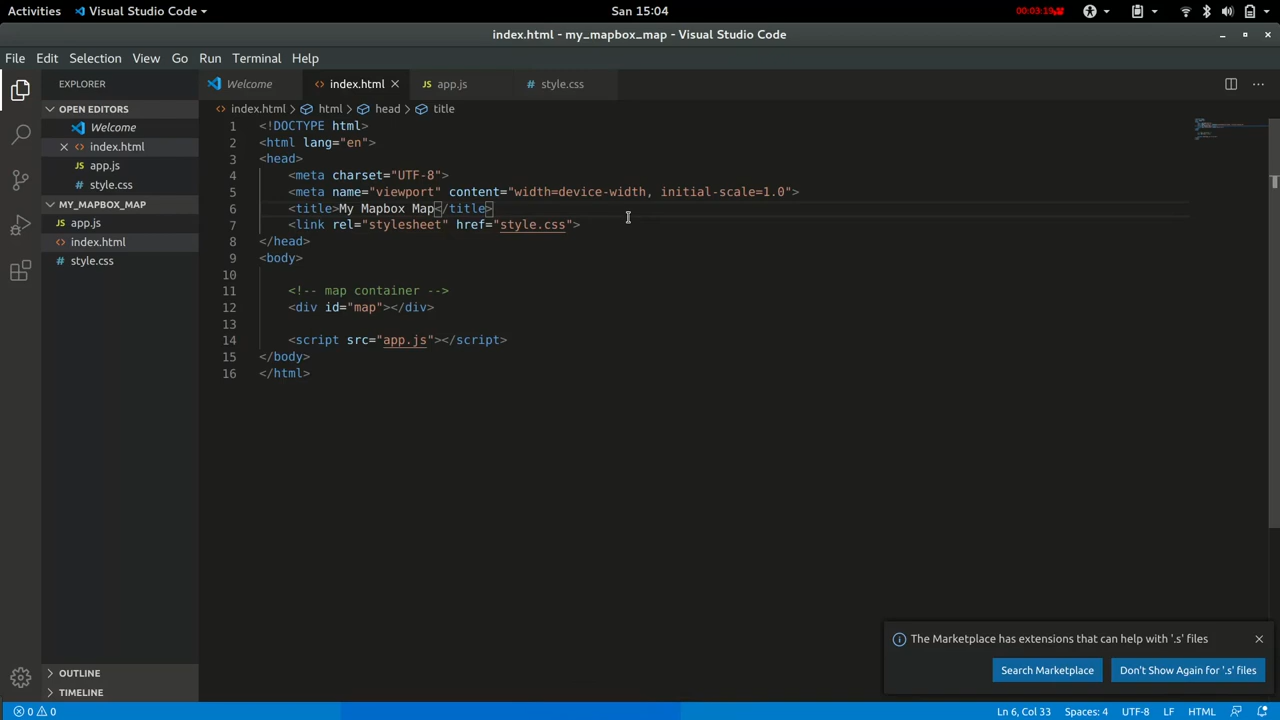 Activities Visual Studio Code San 15:04 00:03:19
index.html - my_mapbox_map - Visual Studio Code
File Edit Selection View Go Run Terminal Help
EXPLORER
OPEN EDITORS
Welcome
index.html
app.js
style.css
MY_MAPBOX_MAP
app.js
index.html
style.css
OUTLINE
TIMELINE
Welcome index.html app.js style.css
index.html > html > head > title
1 <!DOCTYPE html>
2 <html lang="en">
3 <head>
4 <meta charset="UTF-8">
5 <meta name="viewport" content="width=device-width, initial-scale=1.0">
6 <title>My Mapbox Map</title>
7 <link rel="stylesheet" href="style.css">
8 </head>
9 <body>
10
11 <!-- map container -->
12 <div id="map"></div>
13
14 <script src="app.js"></script>
15 </body>
16 </html>
The Marketplace has extensions that can help with '.s' files
Search Marketplace Don't Show Again for '.s' files
0 0 Ln 6, Col 33 Spaces: 4 UTF-8 LF HTML